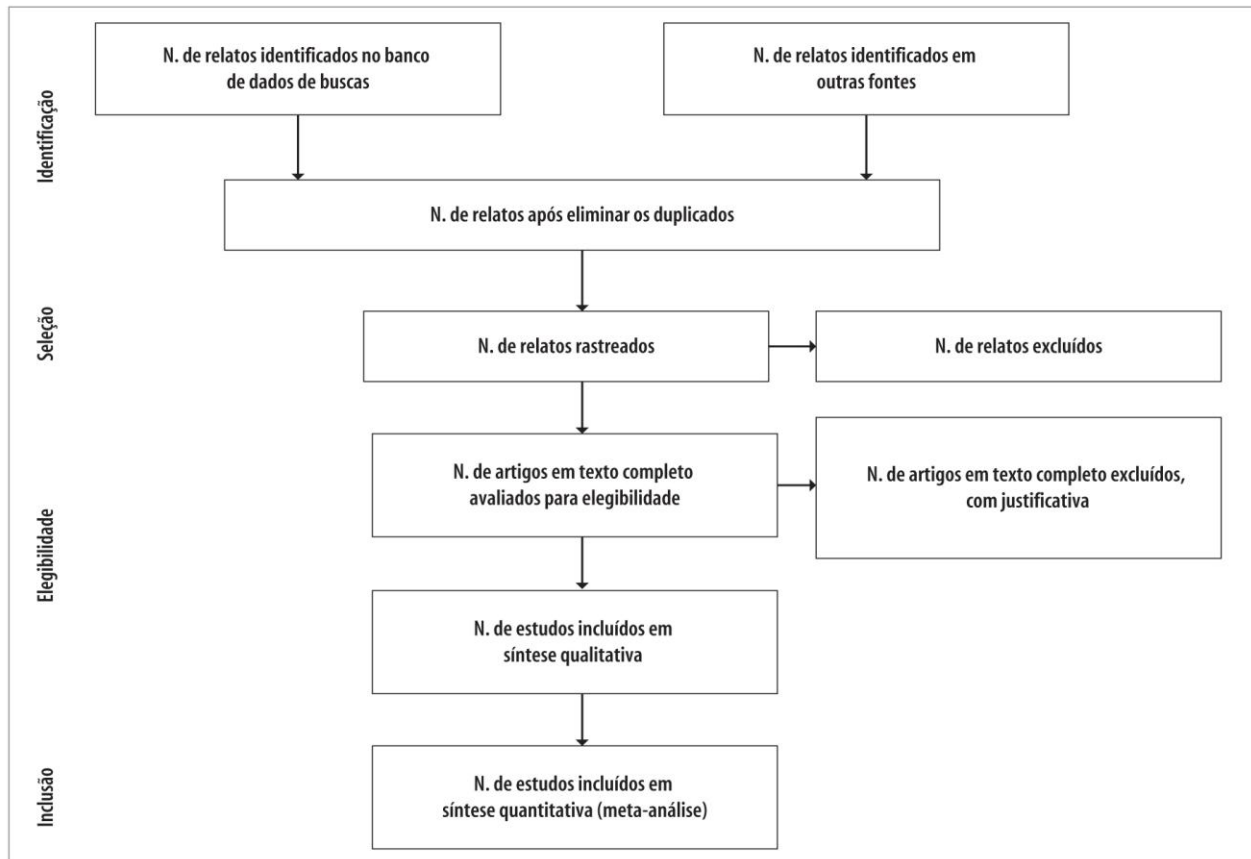 Identificação
N. de relatos identificados no banco
de dados de buscas
N. de relatos identificados em
outras fontes
N. de relatos após eliminar os duplicados
Seleção
N. de relatos rastreados
N. de relatos excluídos
Elegibilidade
N. de artigos em texto completo
avaliados para elegibilidade
N. de artigos em texto completo excluídos,
com justificativa
N. de estudos incluídos em
síntese qualitativa
Inclusão
N. de estudos incluídos em
síntese quantitativa (meta-análise)